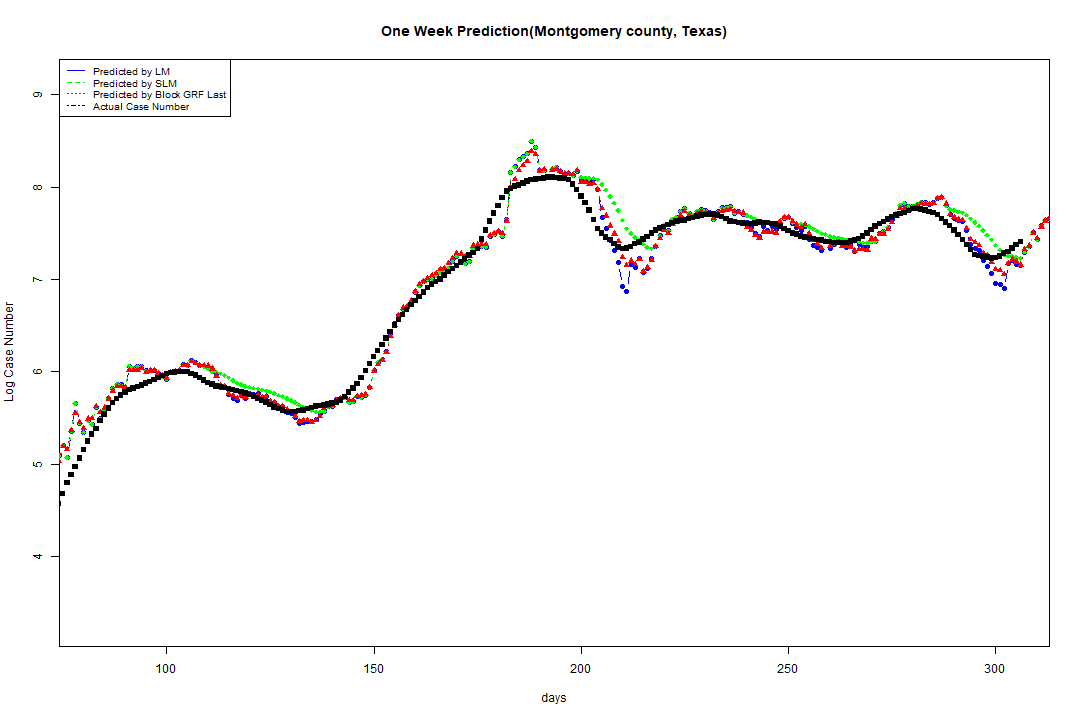 One Week Prediction(Montgomery county, Texas)
Predicted by LM
Predicted by SLM
Predicted by Block GRF Last
Actual Case Number
9
8
7
6
5
4
Log Case Number
100 150 200 250 300
days